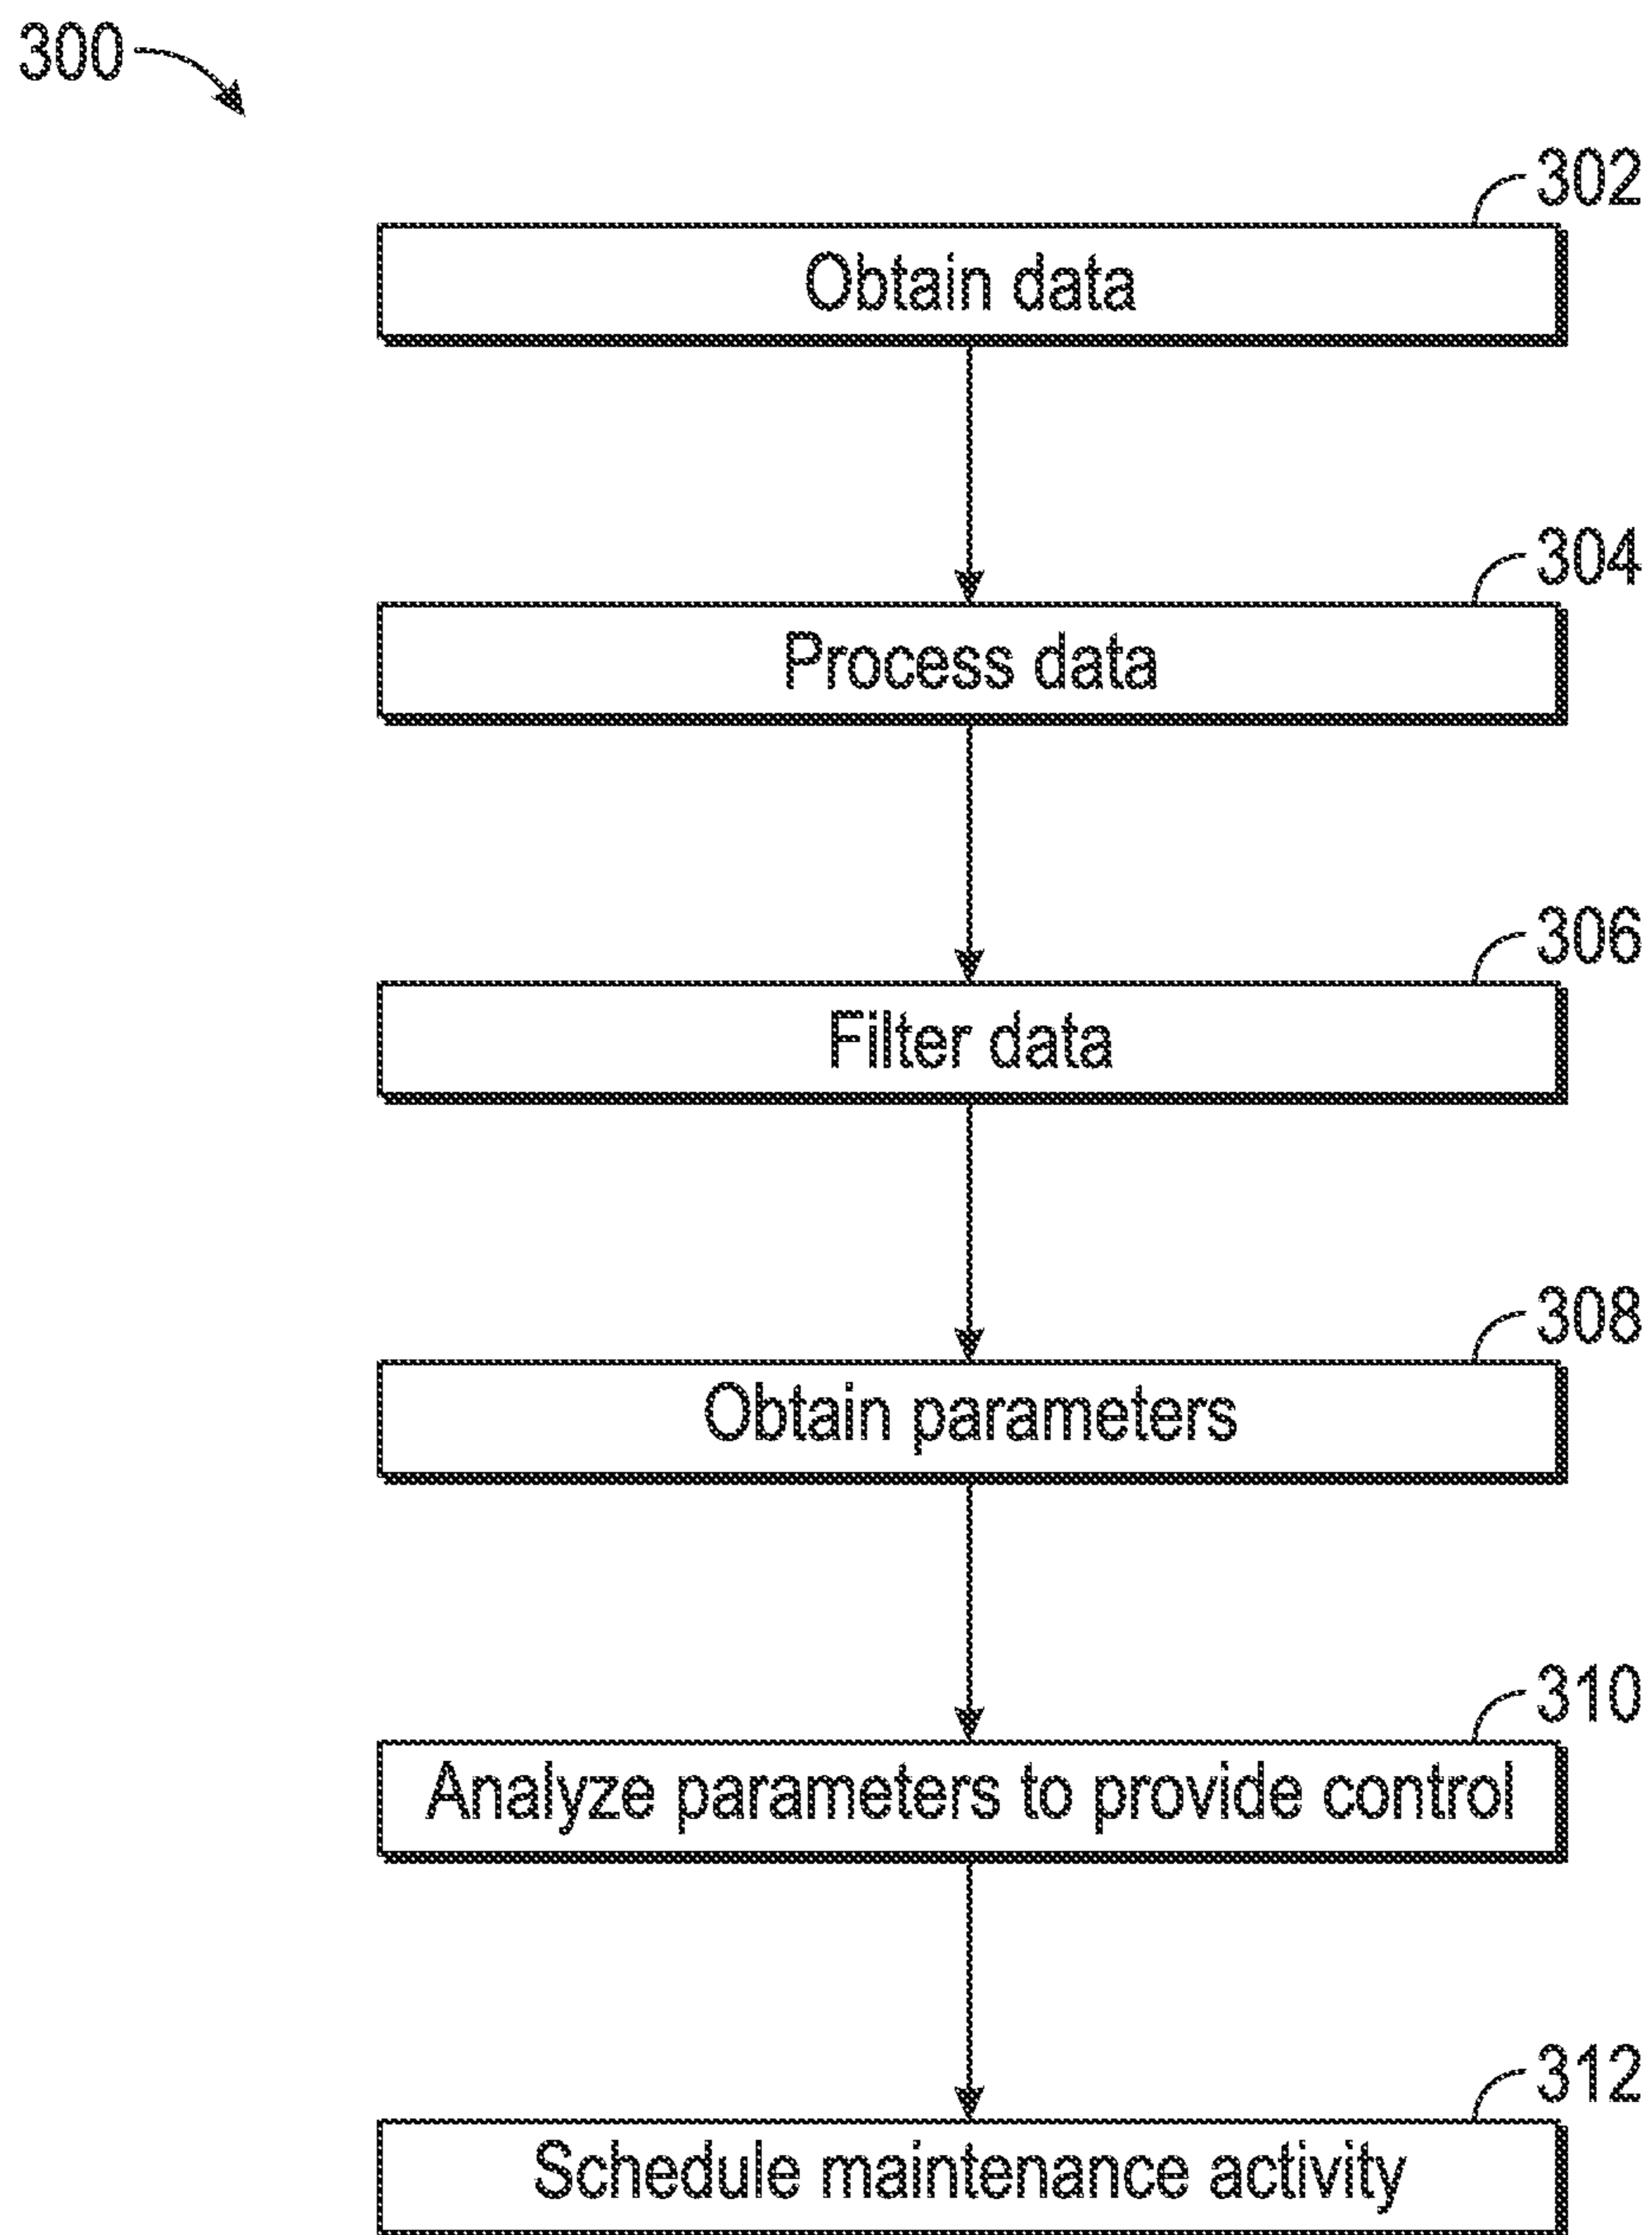 300
302
Obtain data
304
Process data
306
Filter data
308
Obtain parameters
310
Analyze parameters to provide control
312
Schedule maintenance activity